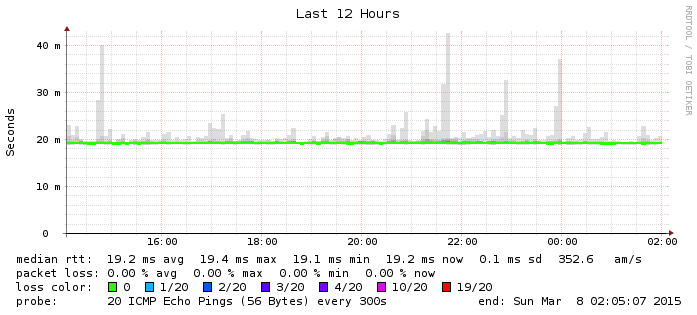 Last 12 Hours
RRDTOOL / TOBI OETIKER
Seconds
40 m
30 m
20 m
10 m
0
16:00 18:00 20:00 22:00 00:00 02:00
median rtt: 19.2 ms avg 19.4 ms max 19.1 ms min 19.2 ms now 0.1 ms sd 352.6 am/s
packet loss: 0.00 % avg 0.00 % max 0.00 % min 0.00 % now
loss color: 0 1/20 2/20 3/20 4/20 10/20 19/20
probe: 20 ICMP Echo Pings (56 Bytes) every 300s end: Sun Mar 8 02:05:07 2015